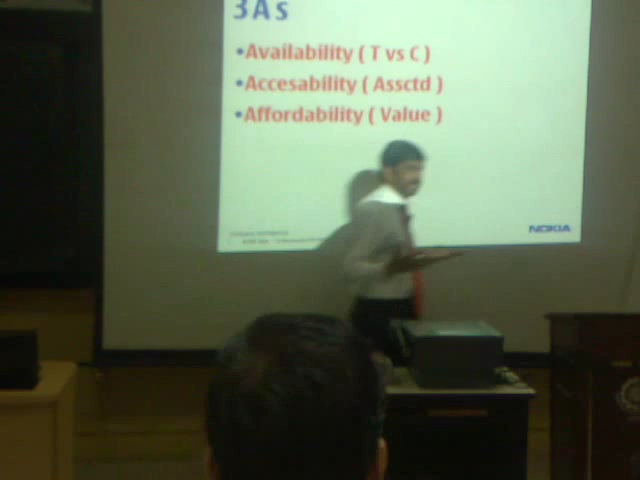 3As
•Availability ( T vs C )
•Accesability ( Assctd )
•Affordability ( Value )
NOKIA